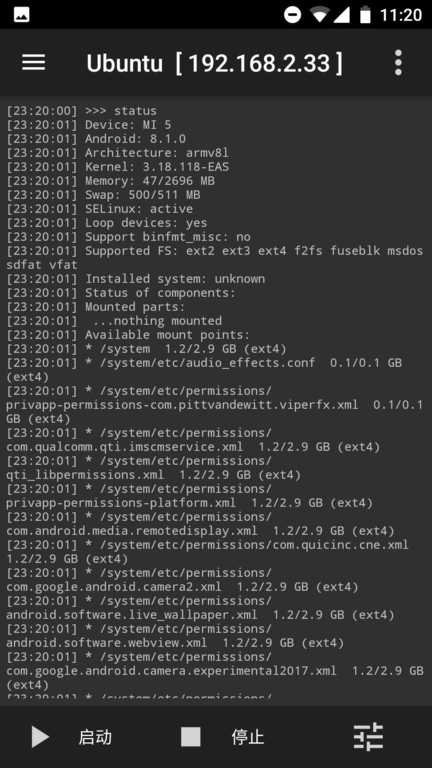 11:20
Ubuntu [ 192.168.2.33 ]
[23:20:00] >>> status
[23:20:01] Device: MI 5
[23:20:01] Android: 8.1.0
[23:20:01] Architecture: armv8l
[23:20:01] Kernel: 3.18.118-EAS
[23:20:01] Memory: 47/2696 MB
[23:20:01] Swap: 500/511 MB
[23:20:01] SELinux: active
[23:20:01] Loop devices: yes
[23:20:01] Support binfmt_misc: no
[23:20:01] Supported FS: ext2 ext3 ext4 f2fs fuseblk msdos
sdfat vfat
[23:20:01] Installed system: unknown
[23:20:01] Status of components:
[23:20:01] Mounted parts:
[23:20:01]  ...nothing mounted
[23:20:01] Available mount points:
[23:20:01] * /system  1.2/2.9 GB (ext4)
[23:20:01] * /system/etc/audio_effects.conf  0.1/0.1 GB
(ext4)
[23:20:01] * /system/etc/permissions/
privapp-permissions-com.pittvandewitt.viperfx.xml  0.1/0.1
GB (ext4)
[23:20:01] * /system/etc/permissions/
com.qualcomm.qti.imscmservice.xml  1.2/2.9 GB (ext4)
[23:20:01] * /system/etc/permissions/
qti_libpermissions.xml  1.2/2.9 GB (ext4)
[23:20:01] * /system/etc/permissions/
privapp-permissions-platform.xml  1.2/2.9 GB (ext4)
[23:20:01] * /system/etc/permissions/
com.android.media.remotedisplay.xml  1.2/2.9 GB (ext4)
[23:20:01] * /system/etc/permissions/com.quicinc.cne.xml
1.2/2.9 GB (ext4)
[23:20:01] * /system/etc/permissions/
com.google.android.camera2.xml  1.2/2.9 GB (ext4)
[23:20:01] * /system/etc/permissions/
android.software.live_wallpaper.xml  1.2/2.9 GB (ext4)
[23:20:01] * /system/etc/permissions/
android.software.webview.xml  1.2/2.9 GB (ext4)
[23:20:01] * /system/etc/permissions/
com.google.android.camera.experimental2017.xml  1.2/2.9 GB
(ext4)
[23:20:01] * /system/etc/permissions/
启动
停止